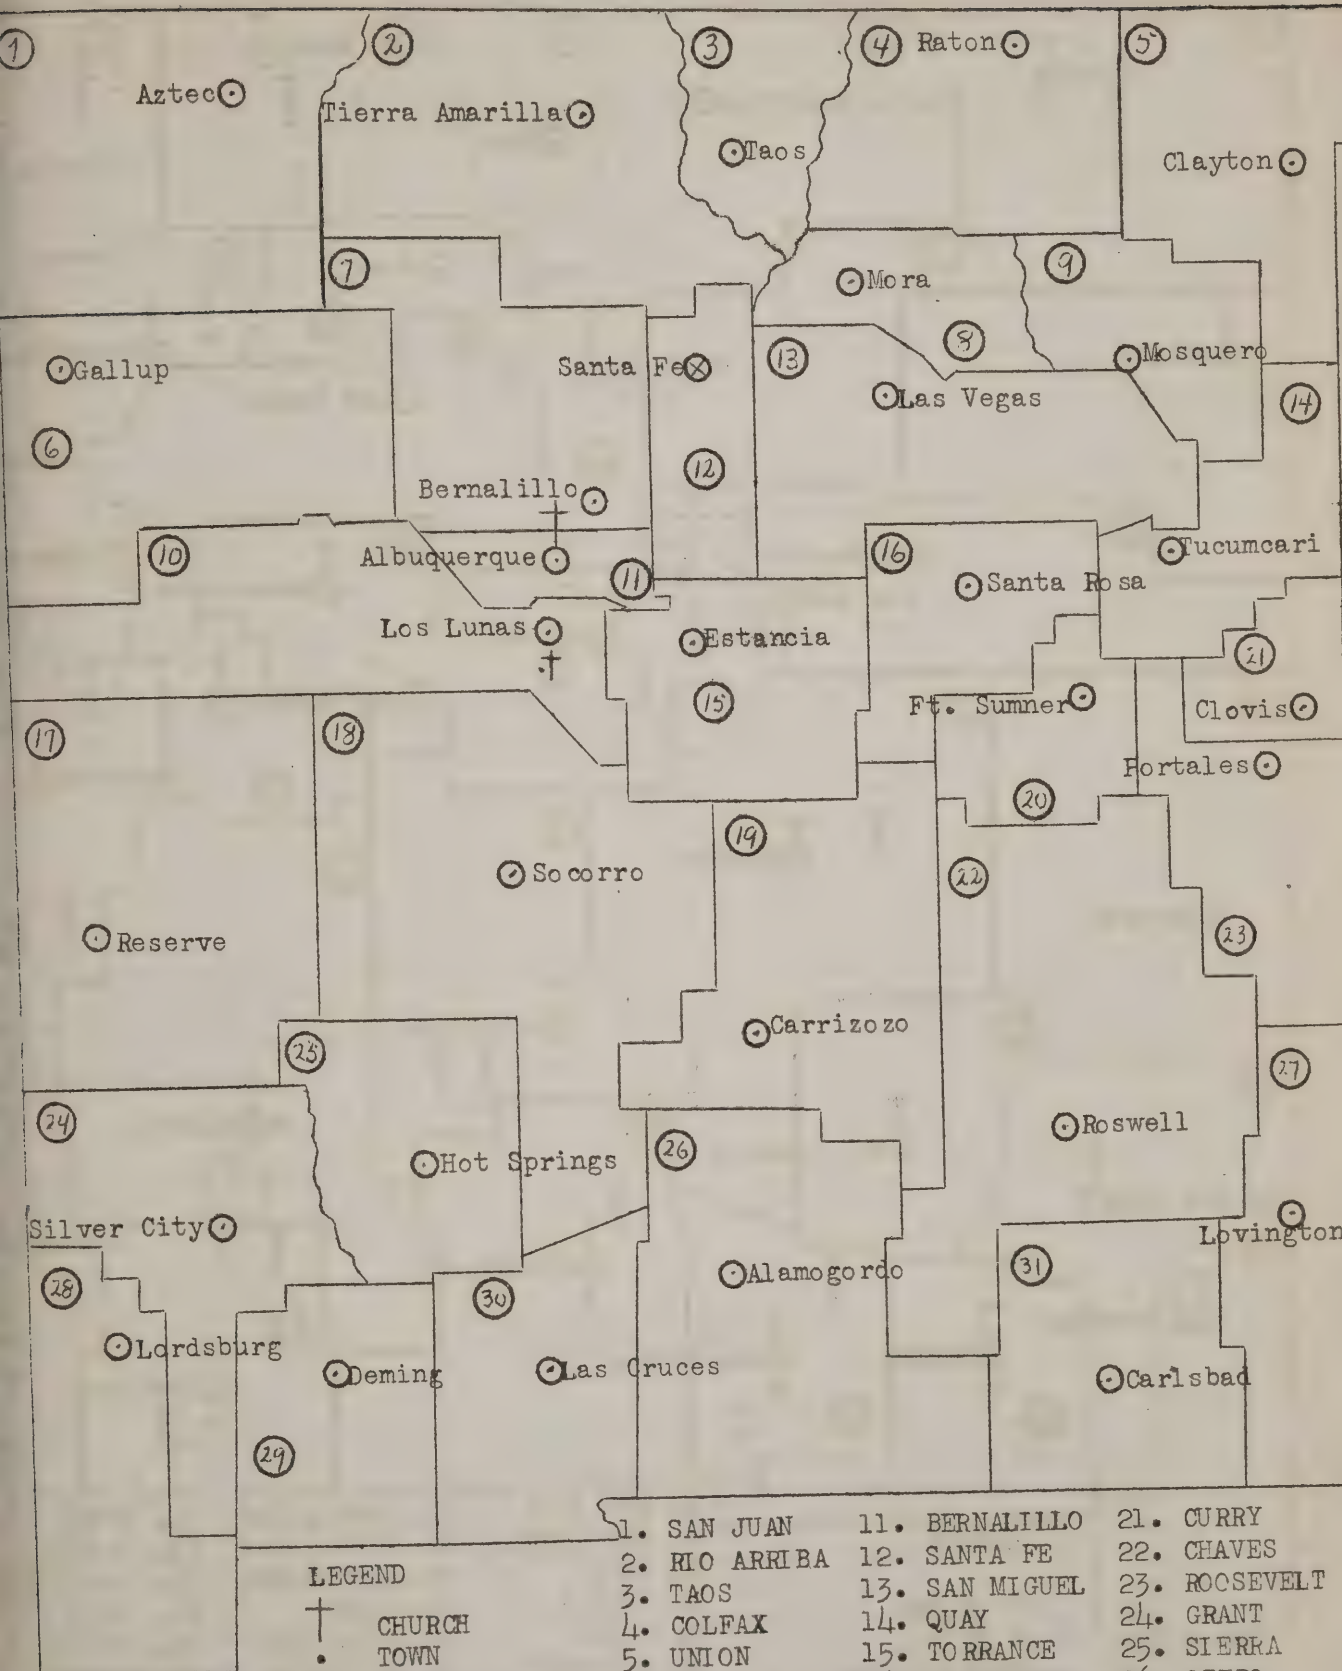 1 2 3 4 Raton 5
Aztec
Tierra Amarilla
Taos
Clayton
7 Mora 9
Gallup Santa Fe 13 8 Mosquero
Las Vegas 14
6 12
Bernalillo
10 Albuquerque 11 16 Tucumcari
Santa Rosa
Los Lunas Estancia 21
17 18 15 Ft. Sumner Clovis
Portales
20
19
Socorro 22
Reserve 23
25 Carrizozo
27
24 Roswell
Hot Springs 26
Silver City Lovington
28 30 Alamogordo 31
Lordsburg
Deming Las Cruces Carlsbad
29
LEGEND
CHURCH
TOWN
1. SAN JUAN
2. RIO ARRIBA
3. TAOS
4. COLFAX
5. UNION
11. BERNALILLO
12. SANTA FE
13. SAN MIGUEL
14. QUAY
15. TORRANCE
21. CURRY
22. CHAVES
23. ROOSEVELT
24. GRANT
25. SIERRA